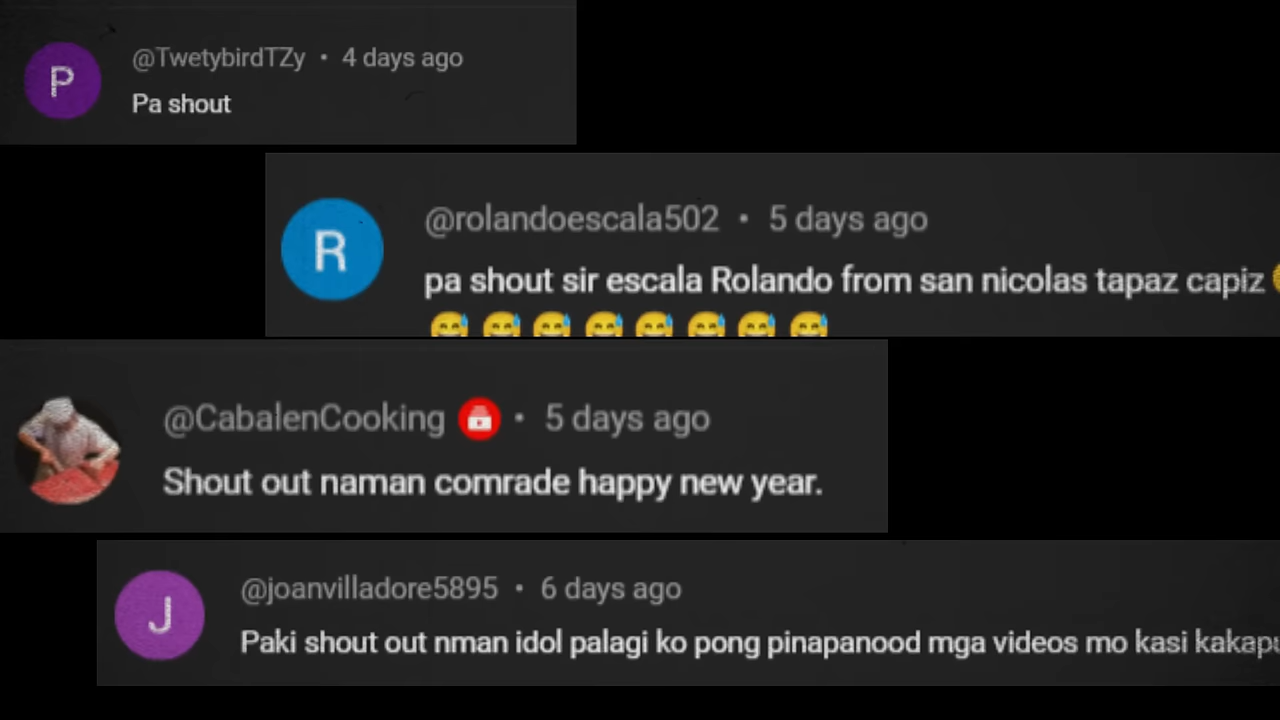 P
@TwetybirdTZy • 4 days ago
Pa shout
R
@rolandoescala502 • 5 days ago
pa shout sir escala Rolando from san nicolas tapaz capiz
😅😅😅😅😅😅😅😅
@CabalenCooking • 5 days ago
Shout out naman comrade happy new year.
J
@joanvilladore5895 • 6 days ago
Paki shout out nman idol palagi ko pong pinapanood mga videos mo kasi